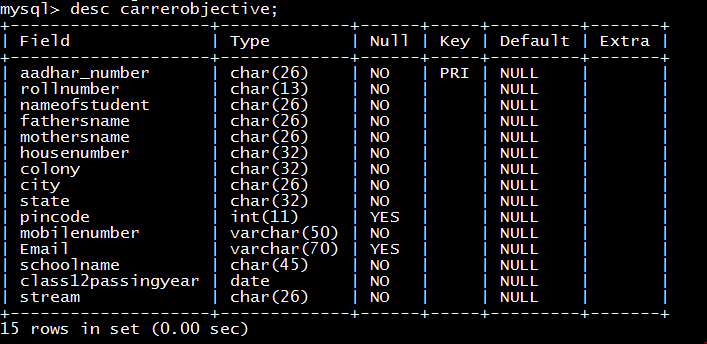 mysql> desc carrerobjective;
+--------------------+-------------+------+-----+---------+-------+
| Field              | Type        | Null | Key | Default | Extra |
+--------------------+-------------+------+-----+---------+-------+
| aadhar_number      | char(26)    | NO   | PRI | NULL    |       |
| rollnumber         | char(13)    | NO   |     | NULL    |       |
| nameofstudent      | char(26)    | NO   |     | NULL    |       |
| fathersname        | char(26)    | NO   |     | NULL    |       |
| mothersname        | char(26)    | NO   |     | NULL    |       |
| housenumber        | char(32)    | NO   |     | NULL    |       |
| colony             | char(32)    | NO   |     | NULL    |       |
| city               | char(26)    | NO   |     | NULL    |       |
| state              | char(32)    | NO   |     | NULL    |       |
| pincode            | int(11)     | YES  |     | NULL    |       |
| mobilenumber       | varchar(50) | NO   |     | NULL    |       |
| Email              | varchar(70) | YES  |     | NULL    |       |
| schoolname         | char(45)    | NO   |     | NULL    |       |
| class12passingyear | date        | NO   |     | NULL    |       |
| stream             | char(26)    | NO   |     | NULL    |       |
+--------------------+-------------+------+-----+---------+-------+
15 rows in set (0.00 sec)